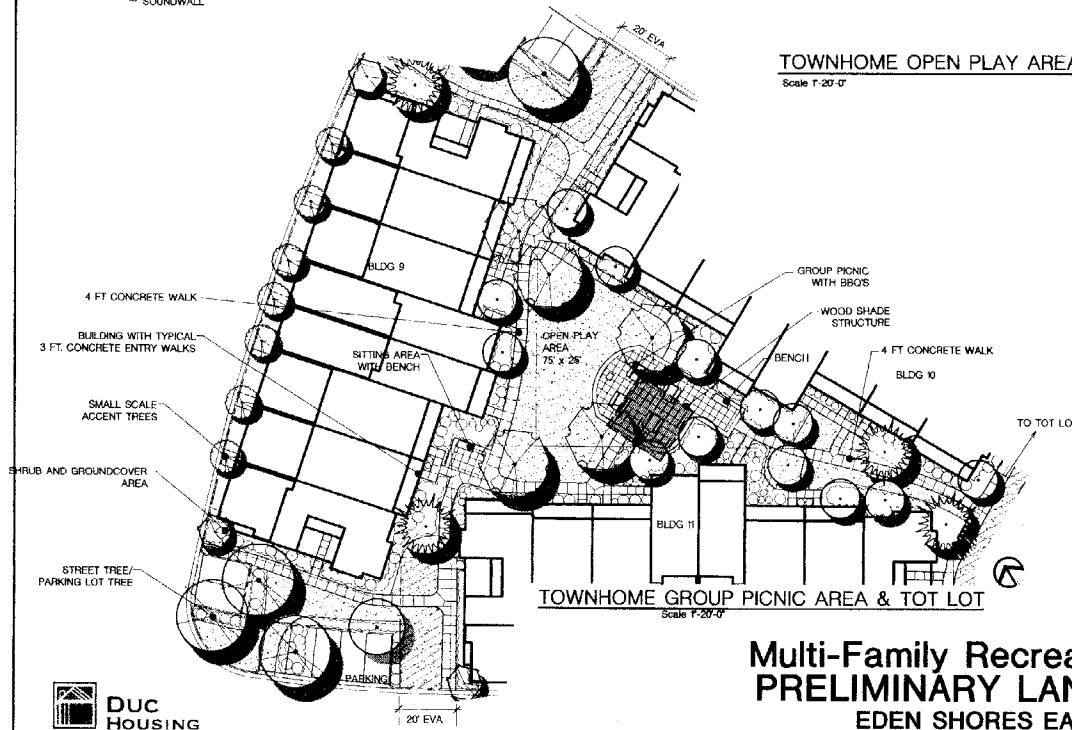 SOUNDWALL
20' EVA
TOWNHOME OPEN PLAY AREA
Scale 1"-20'-0"
BLDG 9
GROUP PICNIC
WITH BBQ'S
4 FT CONCRETE WALK
WOOD SHADE
STRUCTURE
BUILDING WITH TYPICAL
3 FT. CONCRETE ENTRY WALKS
OPEN PLAY
AREA
75' x 25'
SITTING AREA
WITH BENCH
BENCH
4 FT CONCRETE WALK
BLDG 10
SMALL SCALE
ACCENT TREES
TO TOT LO
SHRUB AND GROUNDCOVER
AREA
BLDG 11
STREET TREE/
PARKING LOT TREE
TOWNHOME GROUP PICNIC AREA & TOT LOT
Scale 1"-20'-0"
PARKING
20' EVA
DUC
HOUSING
Multi-Family Recrea
PRELIMINARY LAN
EDEN SHORES EA